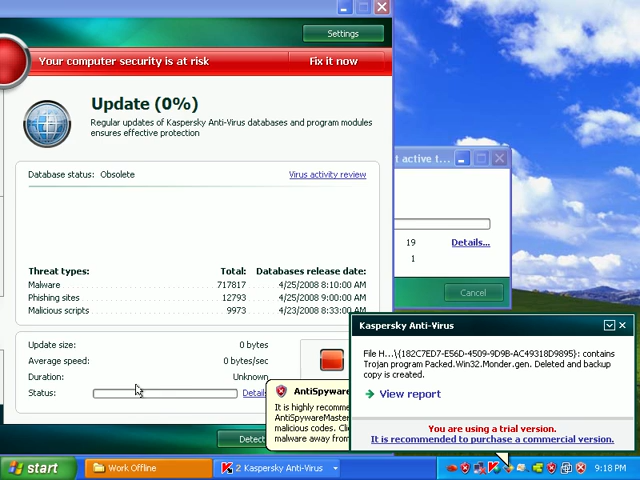 Settings
Your computer security is at risk
Fix it now
Update (0%)
Regular updates of Kaspersky Anti-Virus databases and program modules
ensures effective protection
Database status: Obsolete
Virus activity review
t active t...
19 Details...
1
Cancel
Threat types: Total: Databases release date:
Malware 717817 4/25/2008 8:10:00 AM
Phishing sites 12793 4/25/2008 9:00:00 AM
Malicious scripts 9973 4/23/2008 8:33:00 AM
Update size: 0 bytes
Average speed: 0 bytes/sec
Duration: Unknown
Status: Detail
Detect
AntiSpyware
It is highly recomme
AntiSpywareMaster
malicious codes. Cli
malware away from
Kaspersky Anti-Virus
File H...\{182C7ED7-E56D-4509-9D9B-AC49318D9895}: contains
Trojan program Packed.Win32.Monder.gen. Deleted and backup
copy is created.
View report
You are using a trial version.
It is recommended to purchase a commercial version.
start
Work Offline
2 Kaspersky Anti-Virus
9:18 PM